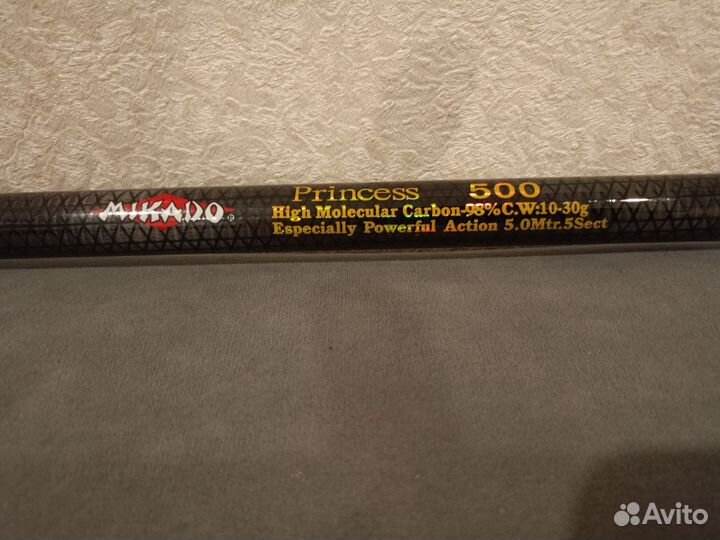 MIKADO®
Princess 500
High Molecular Carbon-98% C.W:10-30g
Especially Powerful Action 5.0Mtr.5Sect
Avito